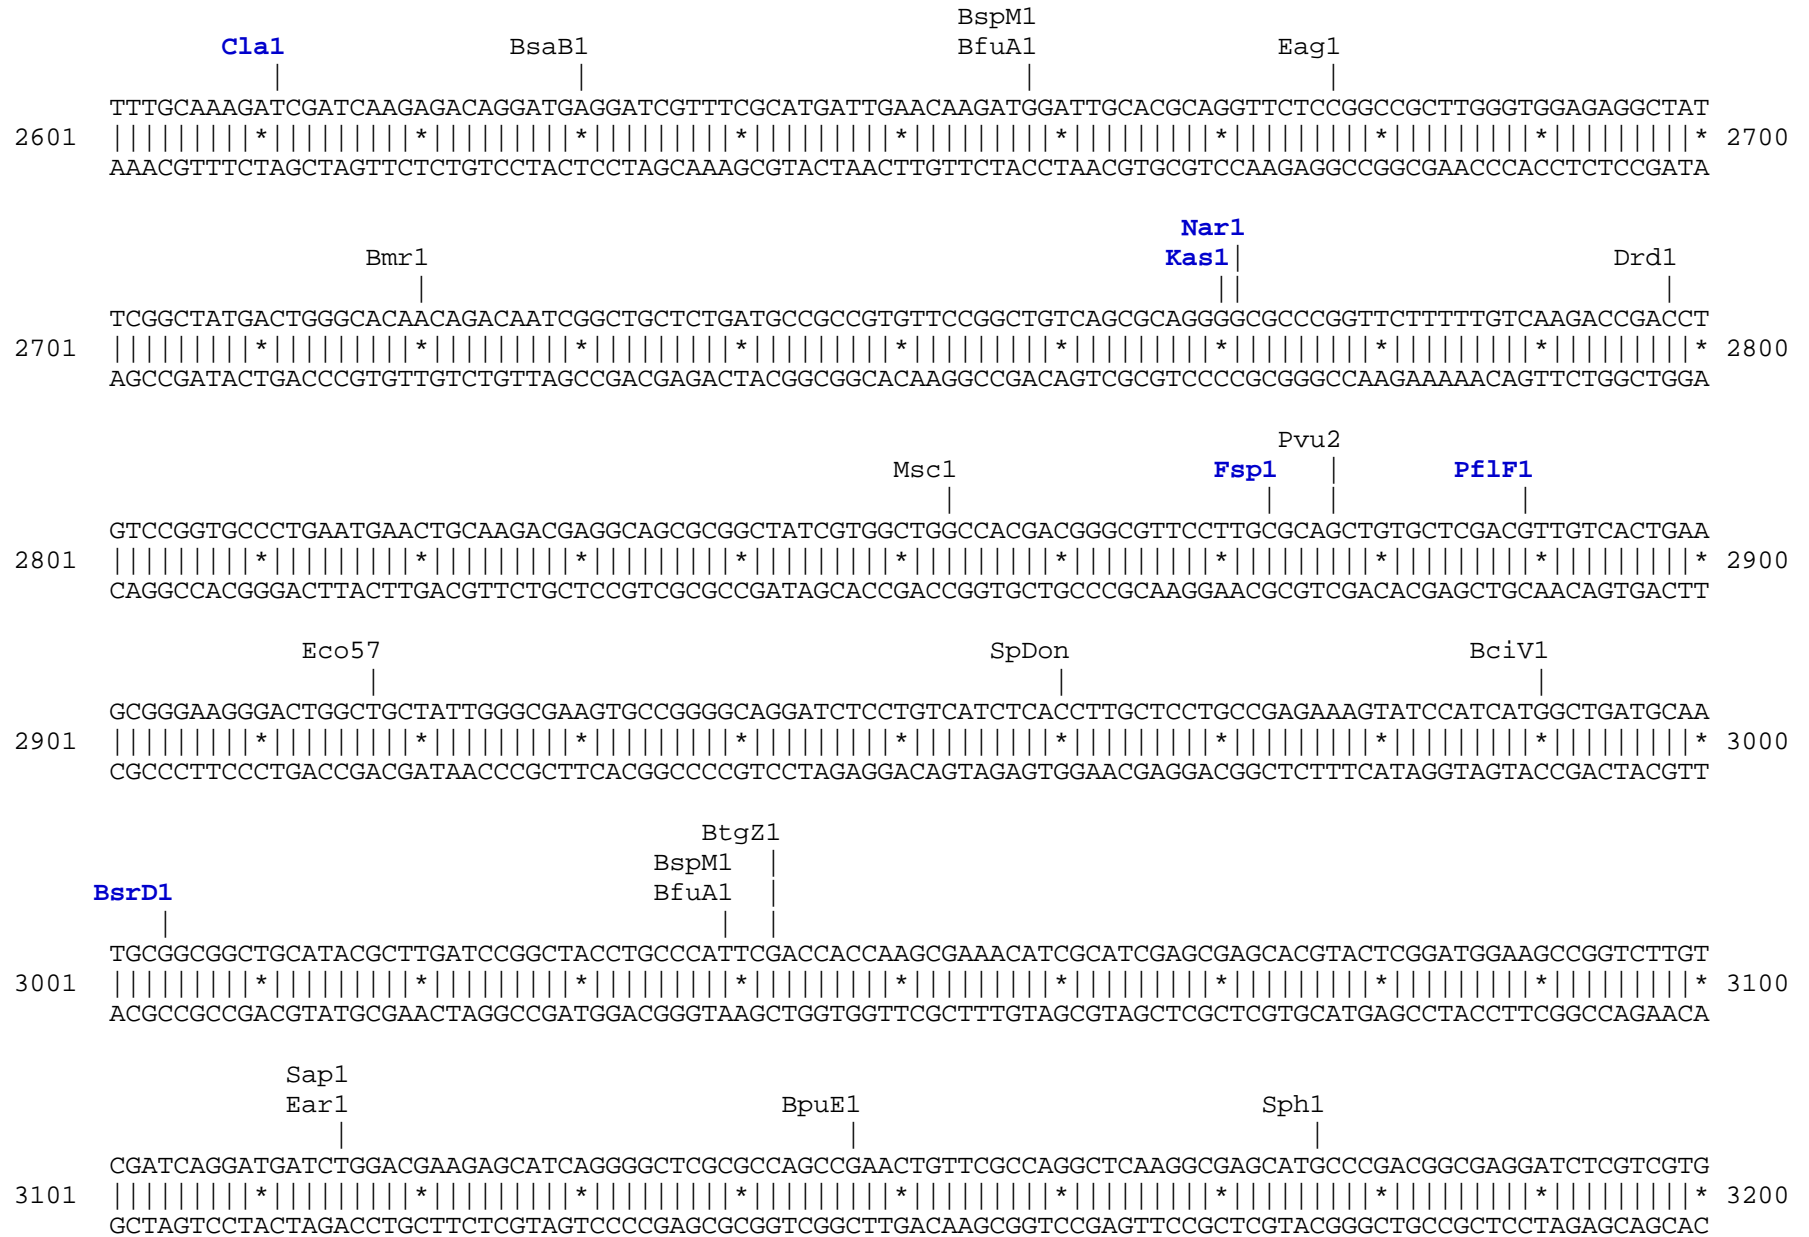 BspM1
Cla1 BsaB1 BfuA1 Eag1
| | | |
TTTGCAAAGATCGATCAAGAGACAGGATGAGGATCGTTTCGCATGATTGAACAAGATGGATTGCACGCAGGTTCTCCGGCCGCTTGGGTGGAGAGGCTAT
2601 |||||||||*|||||||||*|||||||||*|||||||||*|||||||||*|||||||||*|||||||||*|||||||||*|||||||||*|||||||||* 2700
AAACGTTTCTAGCTAGTTCTCTGTCCTACTCCTAGCAAAGCGTACTAACTTGTTCTACCTAACGTGCGTCCAAGAGGCCGGCGAACCCACCTCTCCGATA
Nar1
Bmr1 Kas1| Drd1
| || |
TCGGCTATGACTGGGCACAACAGACAATCGGCTGCTCTGATGCCGCCGTGTTCCGGCTGTCAGCGCAGGGGCGCCCGGTTCTTTTTGTCAAGACCGACCT
2701 |||||||||*|||||||||*|||||||||*|||||||||*|||||||||*|||||||||*|||||||||*|||||||||*|||||||||*|||||||||* 2800
AGCCGATACTGACCCGTGTTGTCTGTTAGCCGACGAGACTACGGCGGCACAAGGCCGACAGTCGCGTCCCCGCGGGCCAAGAAAAACAGTTCTGGCTGGA
Pvu2
Msc1 Fsp1 | PflF1
| | | |
GTCCGGTGCCCTGAATGAACTGCAAGACGAGGCAGCGCGGCTATCGTGGCTGGCCACGACGGGCGTTCCTTGCGCAGCTGTGCTCGACGTTGTCACTGAA
2801 |||||||||*|||||||||*|||||||||*|||||||||*|||||||||*|||||||||*|||||||||*|||||||||*|||||||||*|||||||||* 2900
CAGGCCACGGGACTTACTTGACGTTCTGCTCCGTCGCGCCGATAGCACCGACCGGTGCTGCCCGCAAGGAACGCGTCGACACGAGCTGCAACAGTGACTT
Eco57 SpDon BciV1
| | |
GCGGGAAGGGACTGGCTGCTATTGGGCGAAGTGCCGGGGCAGGATCTCCTGTCATCTCACCTTGCTCCTGCCGAGAAAGTATCCATCATGGCTGATGCAA
2901 |||||||||*|||||||||*|||||||||*|||||||||*|||||||||*|||||||||*|||||||||*|||||||||*|||||||||*|||||||||* 3000
CGCCCTTCCCTGACCGACGATAACCCGCTTCACGGCCCCGTCCTAGAGGACAGTAGAGTGGAACGAGGACGGCTCTTTCATAGGTAGTACCGACTACGTT
BtgZ1
BspM1 |
BsrD1 BfuA1 |
| | |
TGCGGCGGCTGCATACGCTTGATCCGGCTACCTGCCCATTCGACCACCAAGCGAAACATCGCATCGAGCGAGCACGTACTCGGATGGAAGCCGGTCTTGT
3001 |||||||||*|||||||||*|||||||||*|||||||||*|||||||||*|||||||||*|||||||||*|||||||||*|||||||||*|||||||||* 3100
ACGCCGCCGACGTATGCGAACTAGGCCGATGGACGGGTAAGCTGGTGGTTCGCTTTGTAGCGTAGCTCGCTCGTGCATGAGCCTACCTTCGGCCAGAACA
Sap1
Ear1 BpuE1 Sph1
| | |
CGATCAGGATGATCTGGACGAAGAGCATCAGGGGCTCGCGCCAGCCGAACTGTTCGCCAGGCTCAAGGCGAGCATGCCCGACGGCGAGGATCTCGTCGTG
3101 |||||||||*|||||||||*|||||||||*|||||||||*|||||||||*|||||||||*|||||||||*|||||||||*|||||||||*|||||||||* 3200
GCTAGTCCTACTAGACCTGCTTCTCGTAGTCCCCGAGCGCGGTCGGCTTGACAAGCGGTCCGAGTTCCGCTCGTACGGGCTGCCGCTCCTAGAGCAGCAC